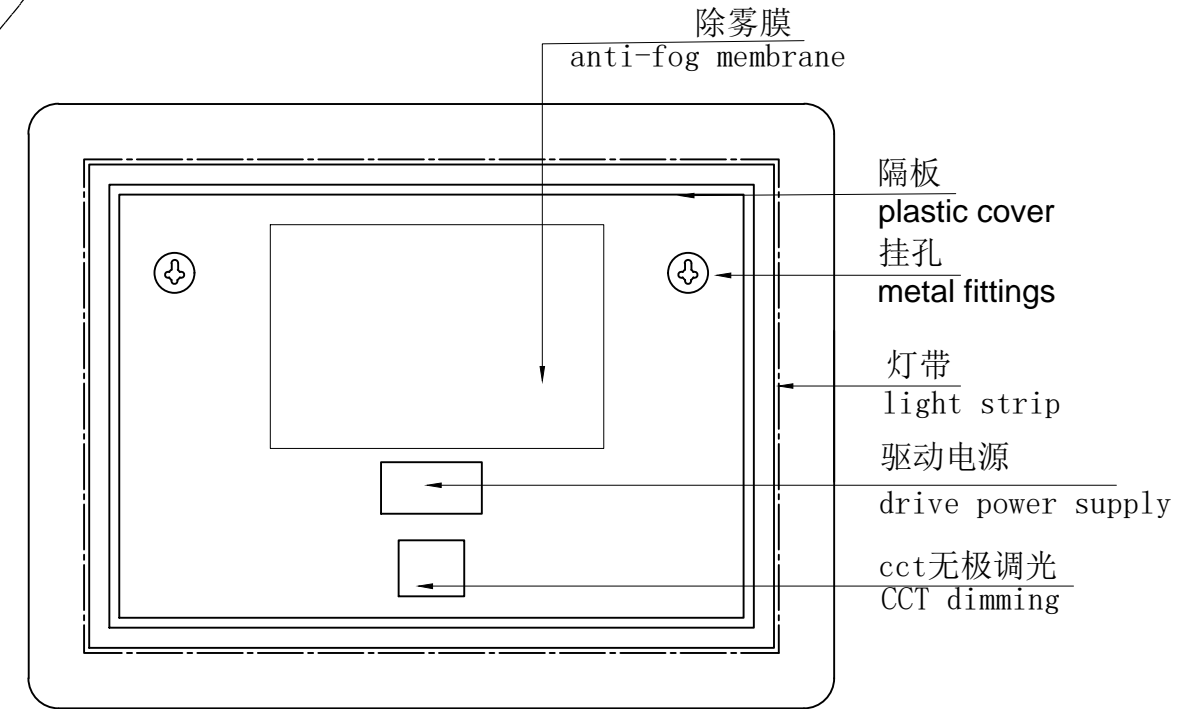 除雾膜
anti-fog membrane
隔板
plastic cover
挂孔
metal fittings
灯带
light strip
驱动电源
drive power supply
cct无极调光
CCT dimming